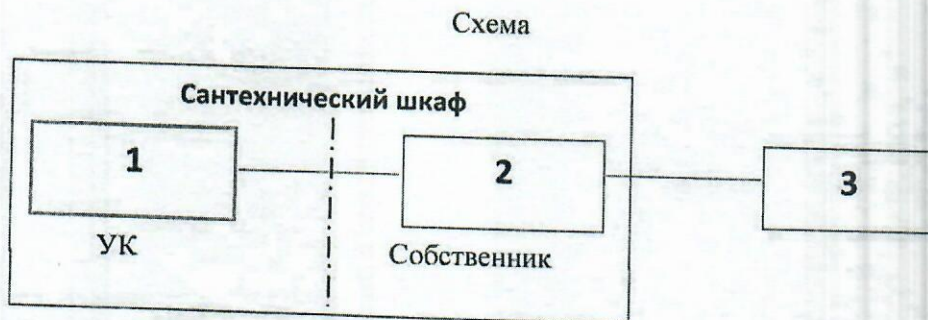 Схема
Сантехнический шкаф
1
2
3
УК
Собственник